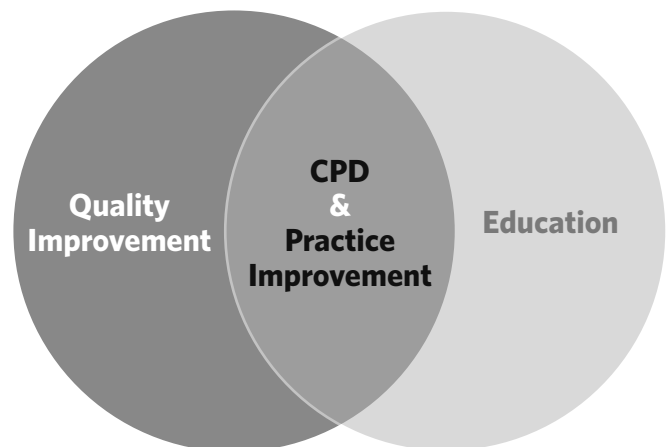 Quality
Improvement
CPD
&
Practice
Improvement
Education